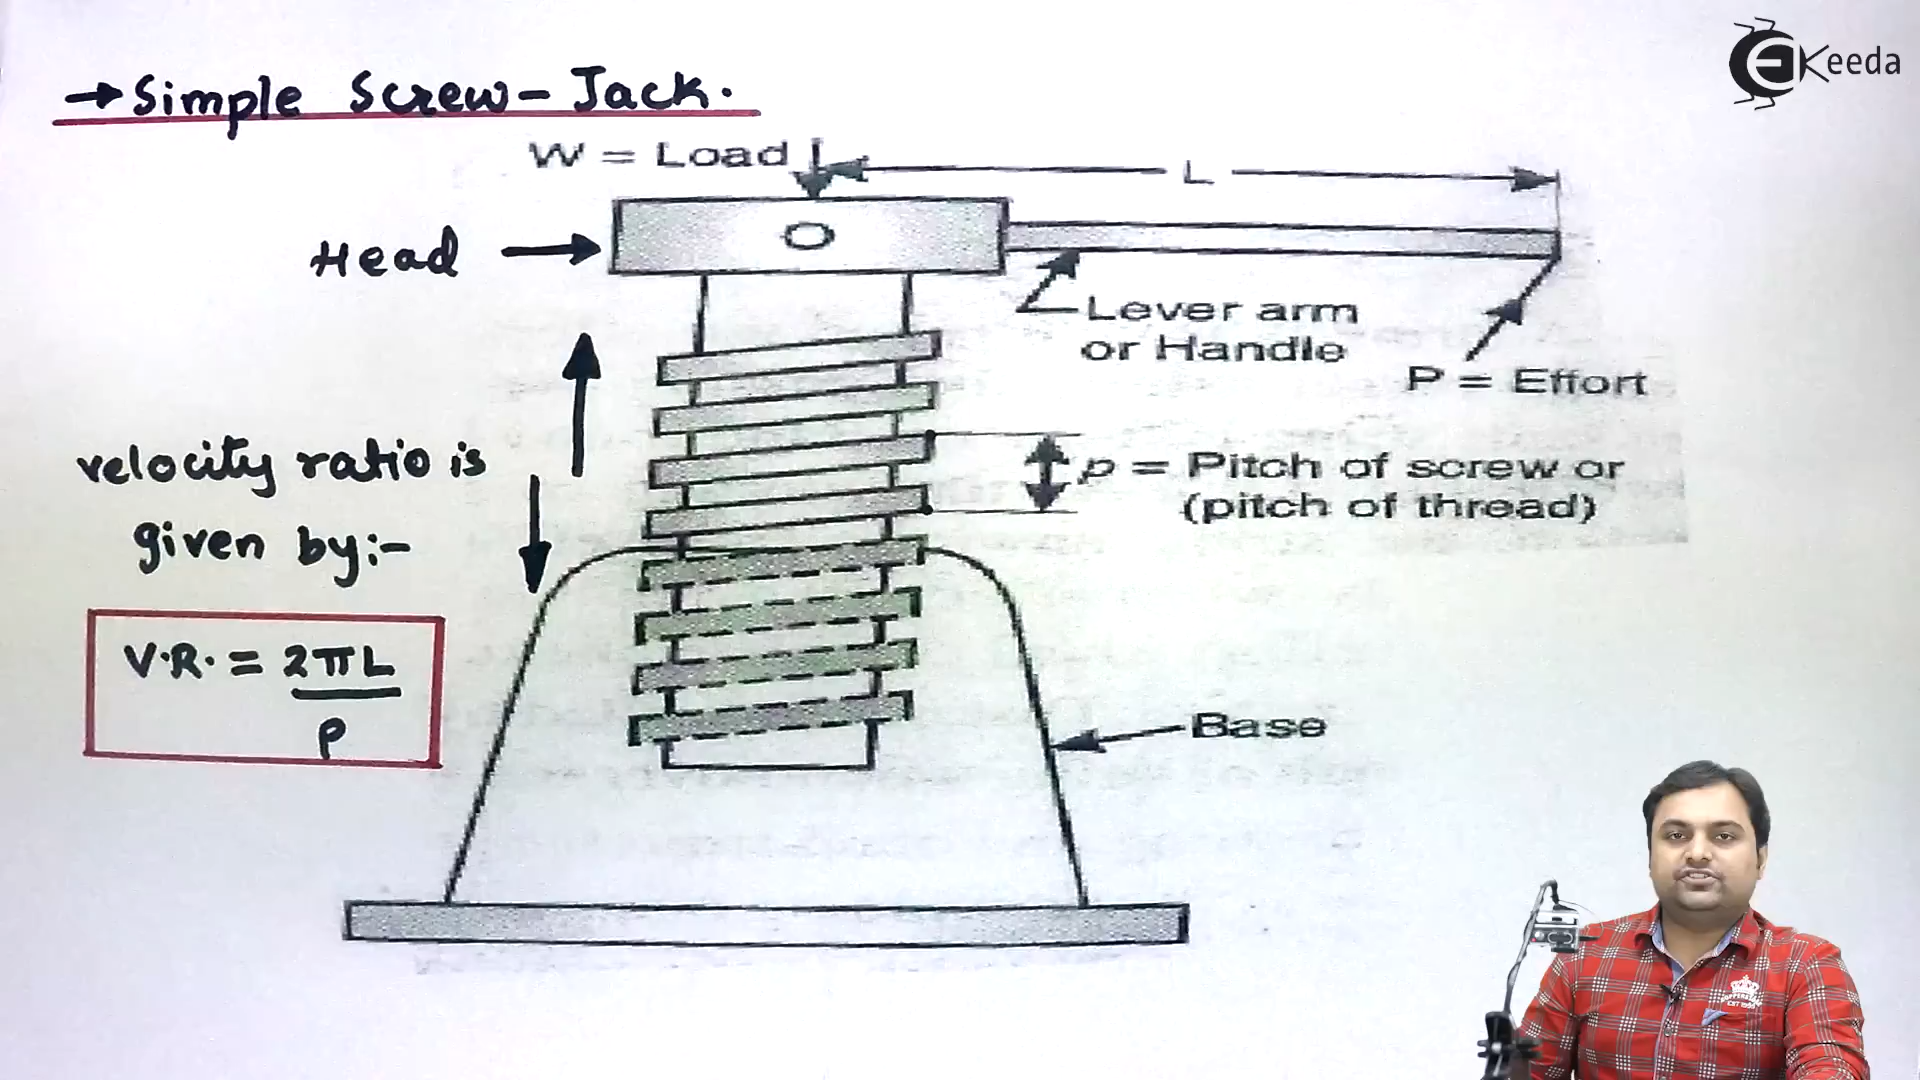 → Simple Screw-Jack.
Keeda
W = Load
L
O
Head
Lever arm
or Handle
P = Effort
velocity ratio is
given by:-
p = Pitch of screw or
(pitch of thread)
V.R. = 2πL
p
Base